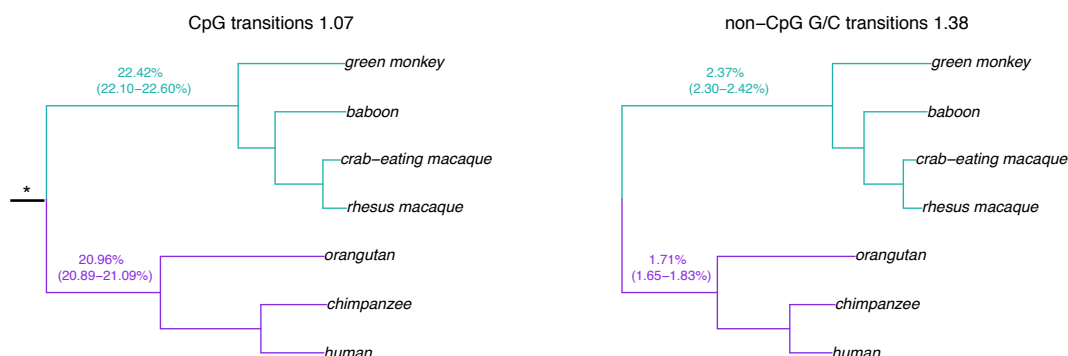 CpG transitions 1.07
22.42%
(22.10−22.60%)
green monkey
baboon
crab−eating macaque
rhesus macaque
*
20.96%
(20.89−21.09%)
orangutan
chimpanzee
human
non−CpG G/C transitions 1.38
2.37%
(2.30−2.42%)
green monkey
baboon
crab−eating macaque
rhesus macaque
1.71%
(1.65−1.83%)
orangutan
chimpanzee
human